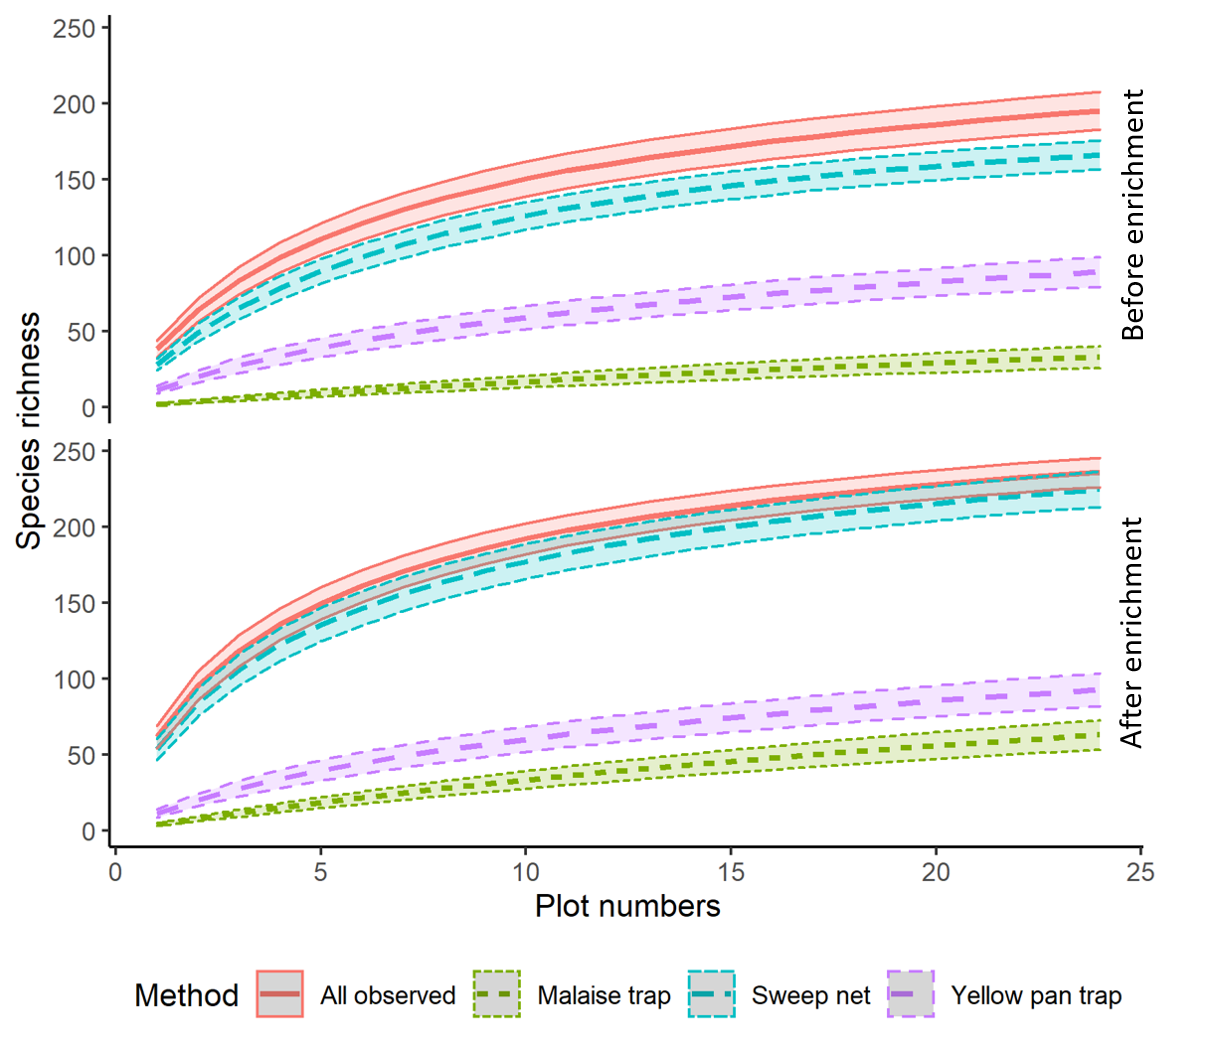 250
200
150
100
50
0
Before enrichment
Species richness
250
200
150
100
50
0
After enrichment
0 5 10 15 20 25
Plot numbers
Method All observed Malaise trap Sweep net Yellow pan trap